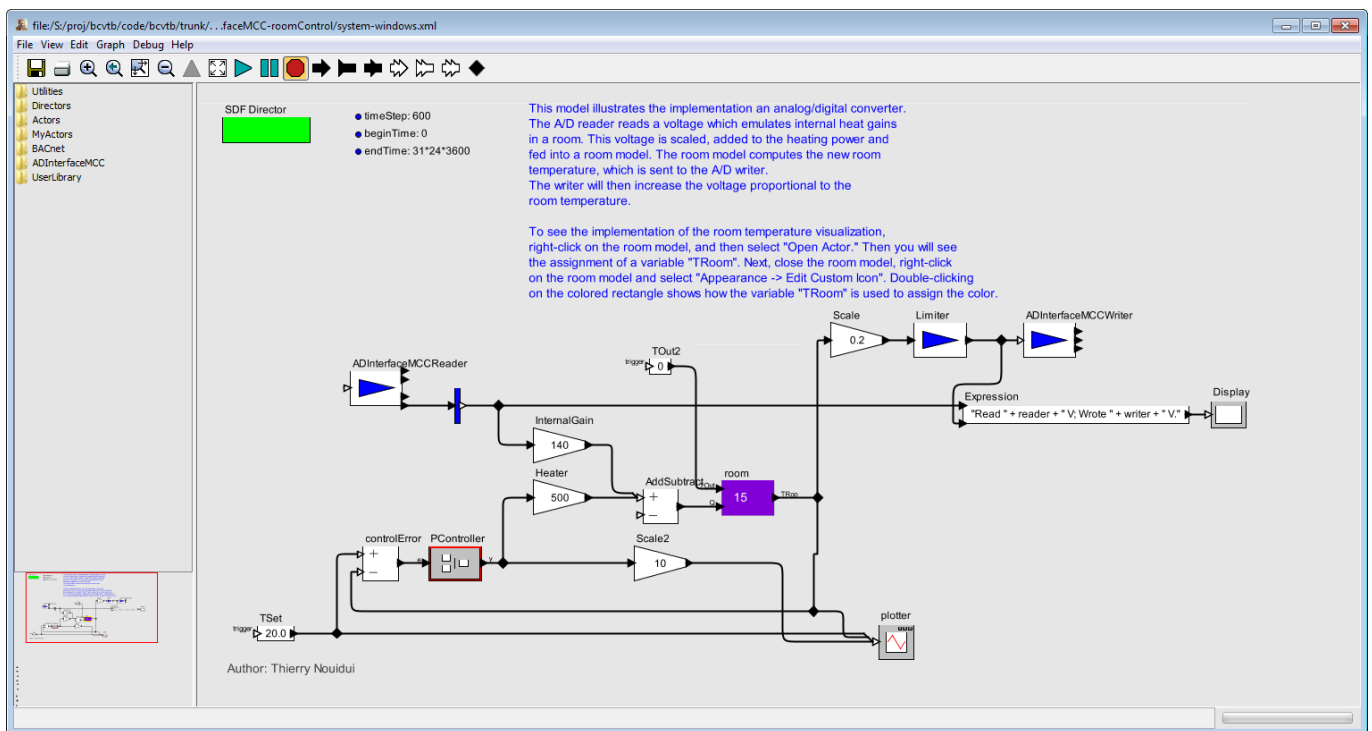 file:/S:/proj/bcvtb/code/bcvtb/trunk/. . .faceMCC-roomControl/system-windows.xml
File View Edit Graph Debug Help
Utilities
Directors
Actors
MyActors
BACnet
ADInterfaceMCC
UserLibrary
SDF Director
timeStep: 600
beginTime: 0
endTime: 31*24*3600
This model illustrates the implementation an analog/digital converter.
The A/D reader reads a voltage which emulates internal heat gains
in a room. This voltage is scaled, added to the heating power and
fed into a room model. The room model computes the new room
temperature, which is sent to the A/D writer.
The writer will then increase the voltage proportional to the
room temperature.
To see the implementation of the room temperature visualization,
right-click on the room model, and then select "Open Actor." Then you will see
the assignment of a variable "TRoom". Next, close the room model, right-click
on the room model and select "Appearance -> Edit Custom Icon". Double-clicking
on the colored rectangle shows how the variable "TRoom" is used to assign the color.
Scale
0.2
Limiter
ADInterfaceMCCWriter
TOut2
trigger
0
ADInterfaceMCCReader
Expression
"Read " + reader + " V; Wrote " + writer + " V."
Display
InternalGain
140
Heater
500
AddSubtract
+
–
TOut
Q
room
15
TRoo
controlError
+
–
PController
e
y
Scale2
10
TSet
trigger
20.0
plotter
Author: Thierry Nouidui